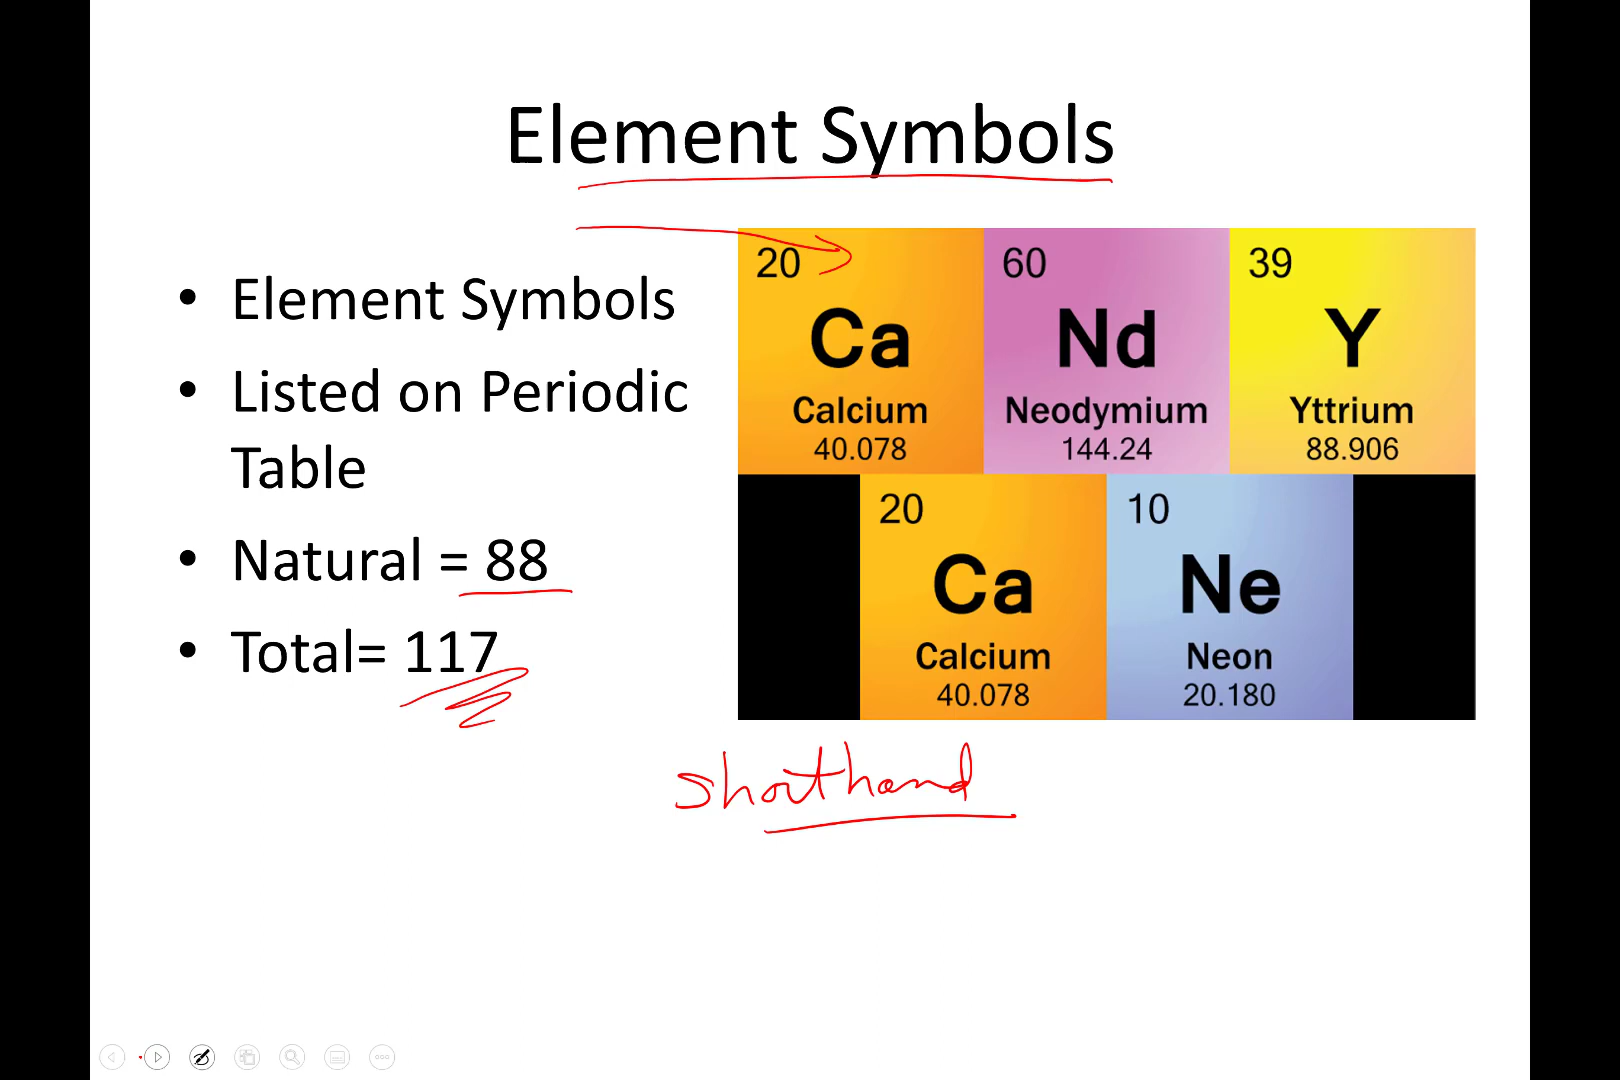 Element Symbols
• Element Symbols
• Listed on Periodic
Table
• Natural = 88
• Total= 117
20
Ca
Calcium
40.078
60
Nd
Neodymium
144.24
39
Y
Yttrium
88.906
20
Ca
Calcium
40.078
10
Ne
Neon
20.180
shorthand